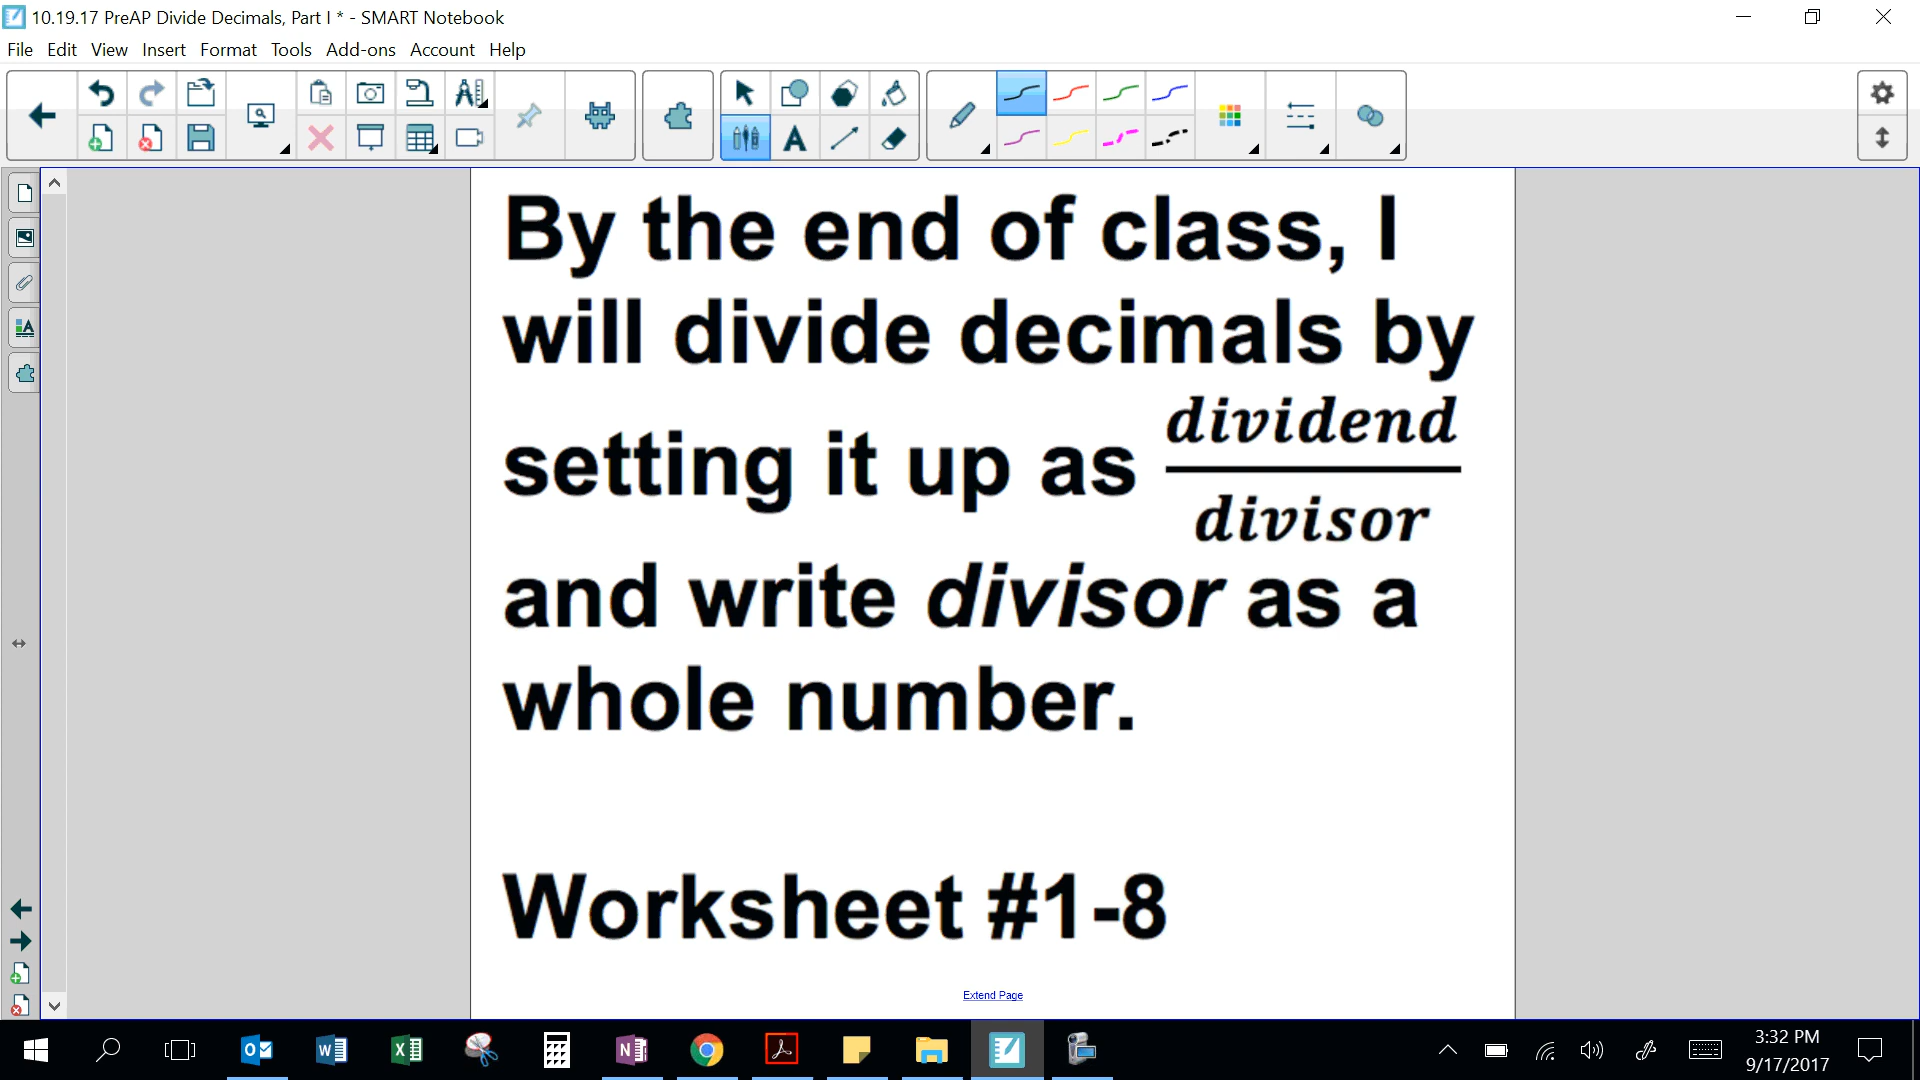 10.19.17 PreAP Divide Decimals, Part I * - SMART Notebook
File Edit View Insert Format Tools Add-ons Account Help
By the end of class, I
will divide decimals by
setting it up as dividend
divisor
and write divisor as a
whole number.
Worksheet #1-8
Extend Page
3:32 PM
9/17/2017